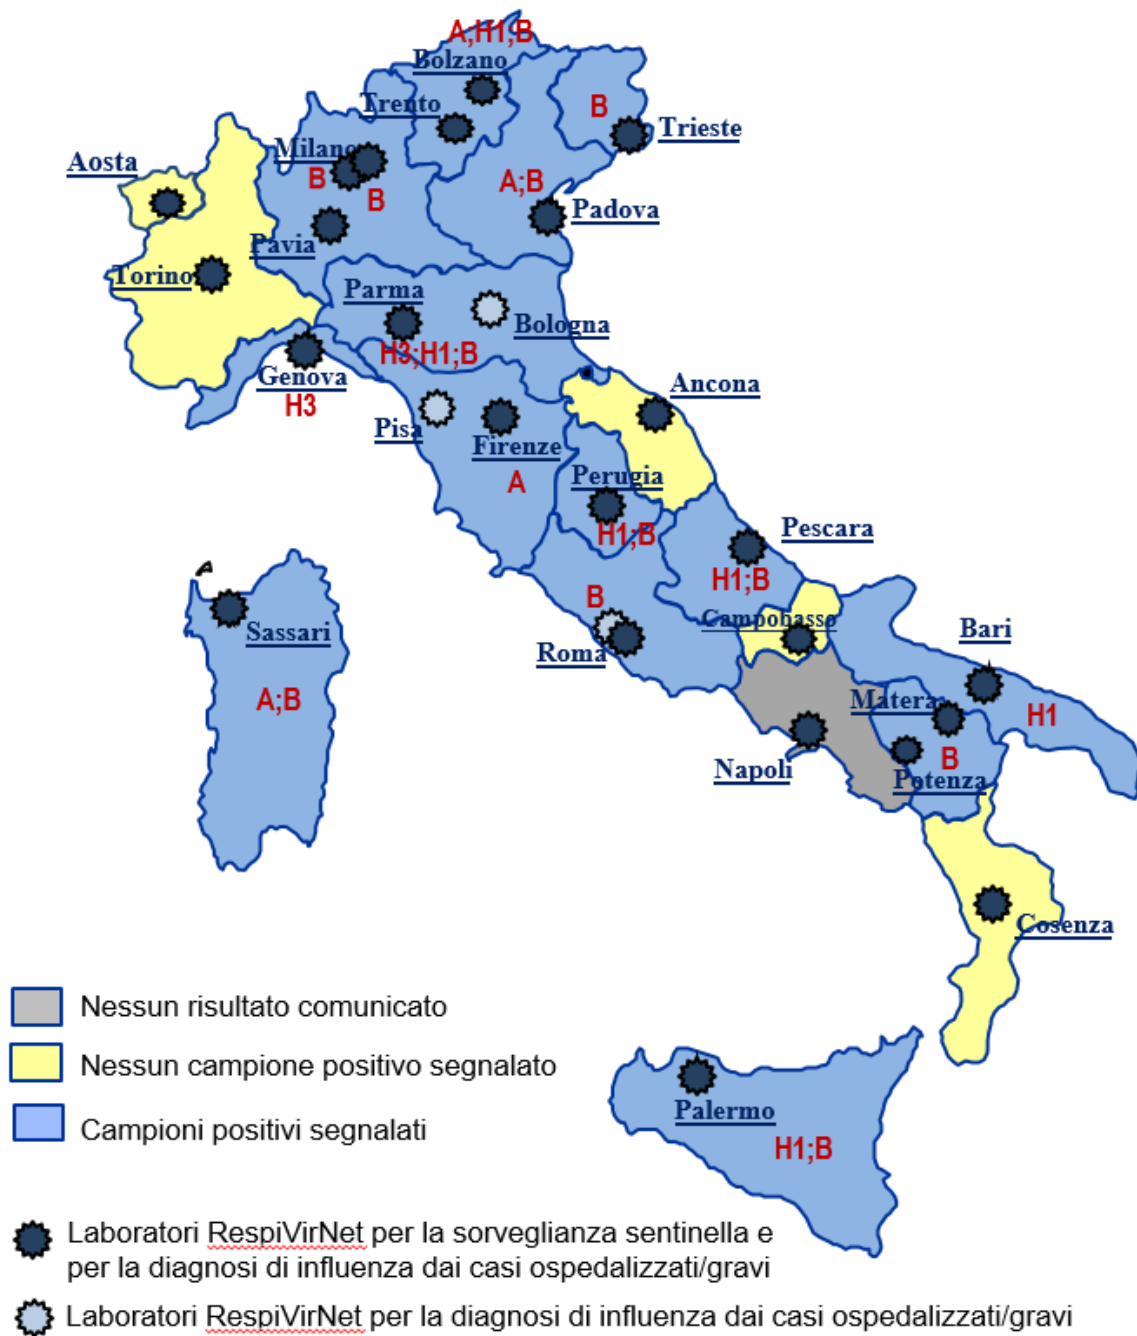 A,H1,B
Bolzano
Trento
B
Trieste
Aosta
Milano
B
B
A;B
Padova
Pavia
Torino
Parma
Bologna
H3;H1;B
Genova
H3
Ancona
Pisa
Firenze
A
Perugia
H1;B
Pescara
H1;B
B
Campobasso
Roma
Bari
Sassari
A;B
Matera
H1
B
Napoli
Potenza
Cosenza
Nessun risultato comunicato
Nessun campione positivo segnalato
Campioni positivi segnalati
Palermo
H1;B
Laboratori RespiVirNet per la sorveglianza sentinella e
per la diagnosi di influenza dai casi ospedalizzati/gravi
Laboratori RespiVirNet per la diagnosi di influenza dai casi ospedalizzati/gravi